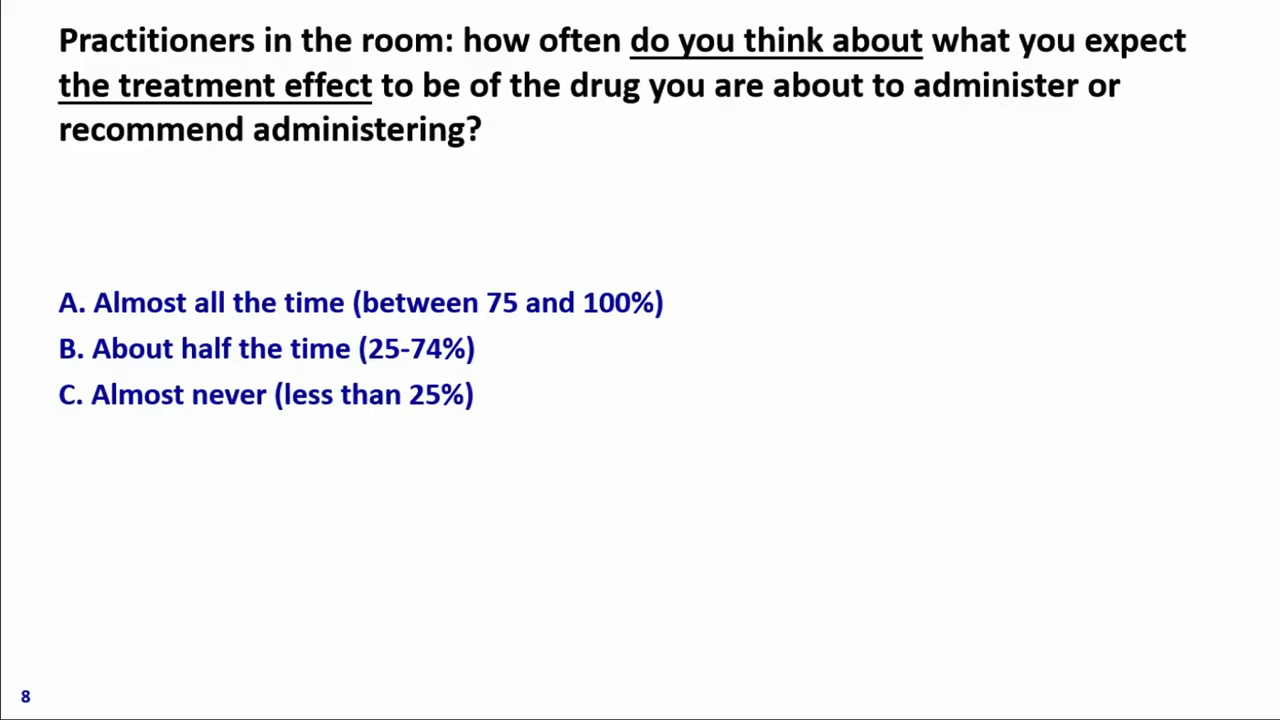 Practitioners in the room: how often do you think about what you expect
the treatment effect to be of the drug you are about to administer or
recommend administering?
A. Almost all the time (between 75 and 100%)
B. About half the time (25-74%)
C. Almost never (less than 25%)
8